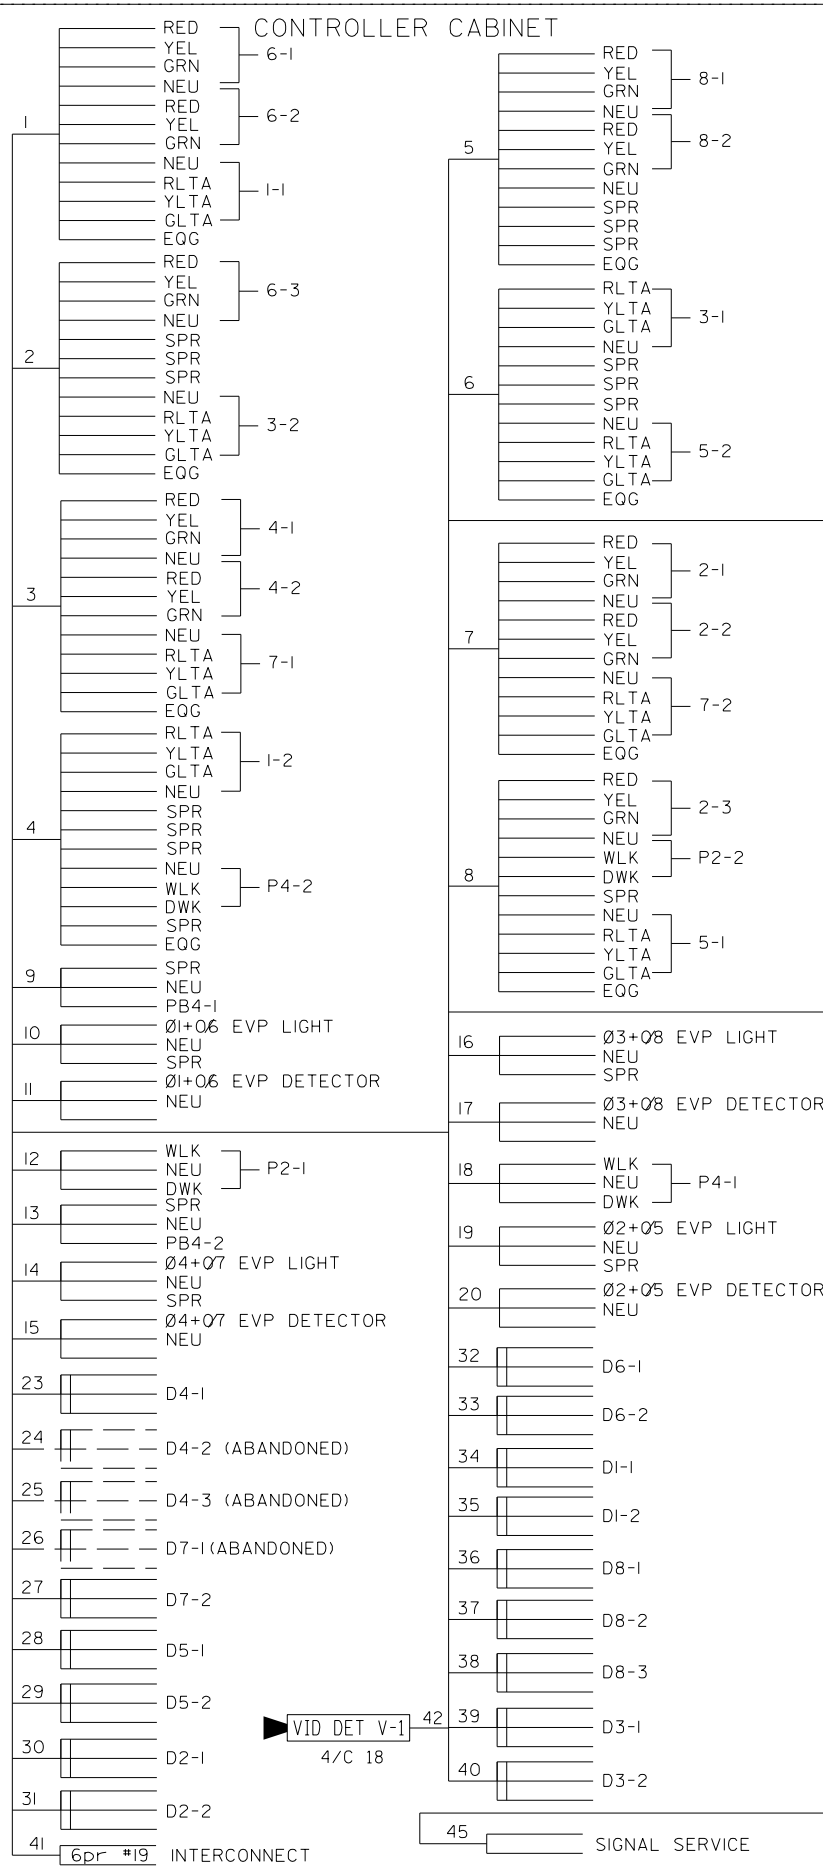 CONTROLLER CABINET
1
RED
YEL
GRN
6-1
NEU
RED
YEL
GRN
6-2
NEU
RLTA
YLTA
GLTA
1-1
EQG
2
RED
YEL
GRN
NEU
6-3
SPR
SPR
SPR
NEU
RLTA
YLTA
GLTA
3-2
EQG
3
RED
YEL
GRN
4-1
NEU
RED
YEL
GRN
4-2
NEU
RLTA
YLTA
GLTA
7-1
EQG
4
RLTA
YLTA
GLTA
NEU
1-2
SPR
SPR
SPR
NEU
WLK
DWK
P4-2
SPR
EQG
9
SPR
NEU
PB4-1
10
Ø1+Ø6 EVP LIGHT
NEU
SPR
11
Ø1+Ø6 EVP DETECTOR
NEU
12
WLK
NEU
DWK
P2-1
13
SPR
NEU
PB4-2
14
Ø4+Ø7 EVP LIGHT
NEU
SPR
15
Ø4+Ø7 EVP DETECTOR
NEU
23
D4-1
24
D4-2 (ABANDONED)
25
D4-3 (ABANDONED)
26
D7-1(ABANDONED)
27
D7-2
28
D5-1
29
D5-2
30
D2-1
31
D2-2
41
6pr #19 INTERCONNECT
5
RED
YEL
GRN
8-1
NEU
RED
YEL
GRN
8-2
NEU
SPR
SPR
SPR
EQG
6
RLTA
YLTA
GLTA
NEU
3-1
SPR
SPR
SPR
NEU
RLTA
YLTA
GLTA
5-2
EQG
7
RED
YEL
GRN
2-1
NEU
RED
YEL
GRN
2-2
NEU
RLTA
YLTA
GLTA
7-2
EQG
8
RED
YEL
GRN
2-3
NEU
WLK
DWK
P2-2
SPR
NEU
RLTA
YLTA
GLTA
5-1
EQG
16
Ø3+Ø8 EVP LIGHT
NEU
SPR
17
Ø3+Ø8 EVP DETECTOR
NEU
18
WLK
NEU
DWK
P4-1
19
Ø2+Ø5 EVP LIGHT
NEU
SPR
20
Ø2+Ø5 EVP DETECTOR
NEU
32
D6-1
33
D6-2
34
D1-1
35
D1-2
36
D8-1
37
D8-2
38
D8-3
VID DET V-1
4/C 18
42
39
D3-1
40
D3-2
45
SIGNAL SERVICE